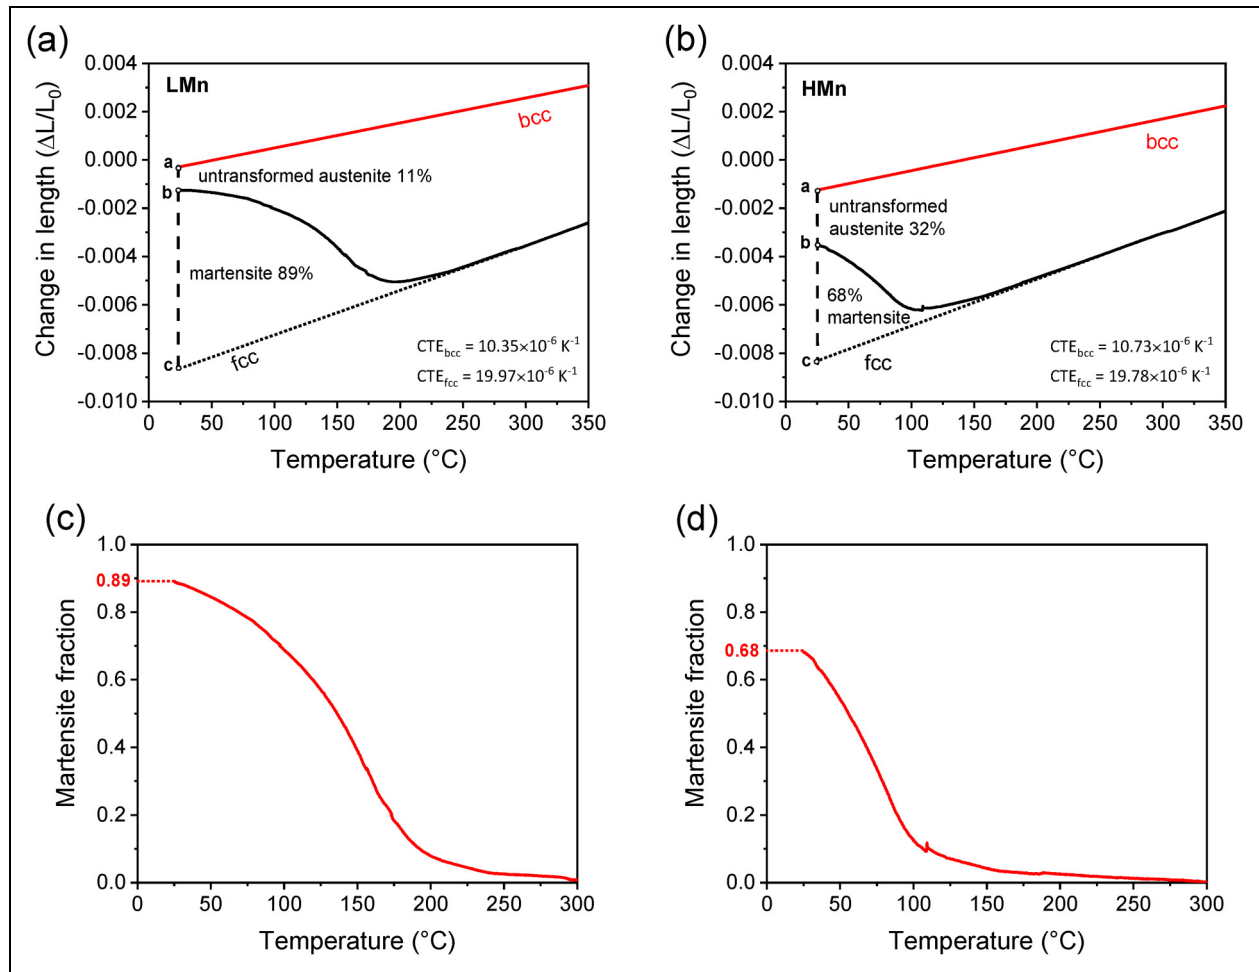 (a)
LMn
Change in length (ΔL/L₀)
0.004
0.002
0.000
-0.002
-0.004
-0.006
-0.008
-0.010
a
b
c
bcc
untransformed austenite 11%
martensite 89%
fcc
CTE_bcc = 10.35×10⁻⁶ K⁻¹
CTE_fcc = 19.97×10⁻⁶ K⁻¹
0 50 100 150 200 250 300 350
Temperature (°C)
(b)
HMn
Change in length (ΔL/L₀)
0.004
0.002
0.000
-0.002
-0.004
-0.006
-0.008
-0.010
a
b
c
bcc
untransformed
austenite 32%
68%
martensite
fcc
CTE_bcc = 10.73×10⁻⁶ K⁻¹
CTE_fcc = 19.78×10⁻⁶ K⁻¹
0 50 100 150 200 250 300 350
Temperature (°C)
(c)
Martensite fraction
1.0
0.89
0.8
0.6
0.4
0.2
0.0
0 50 100 150 200 250 300
Temperature (°C)
(d)
Martensite fraction
1.0
0.8
0.68
0.6
0.4
0.2
0.0
0 50 100 150 200 250 300
Temperature (°C)